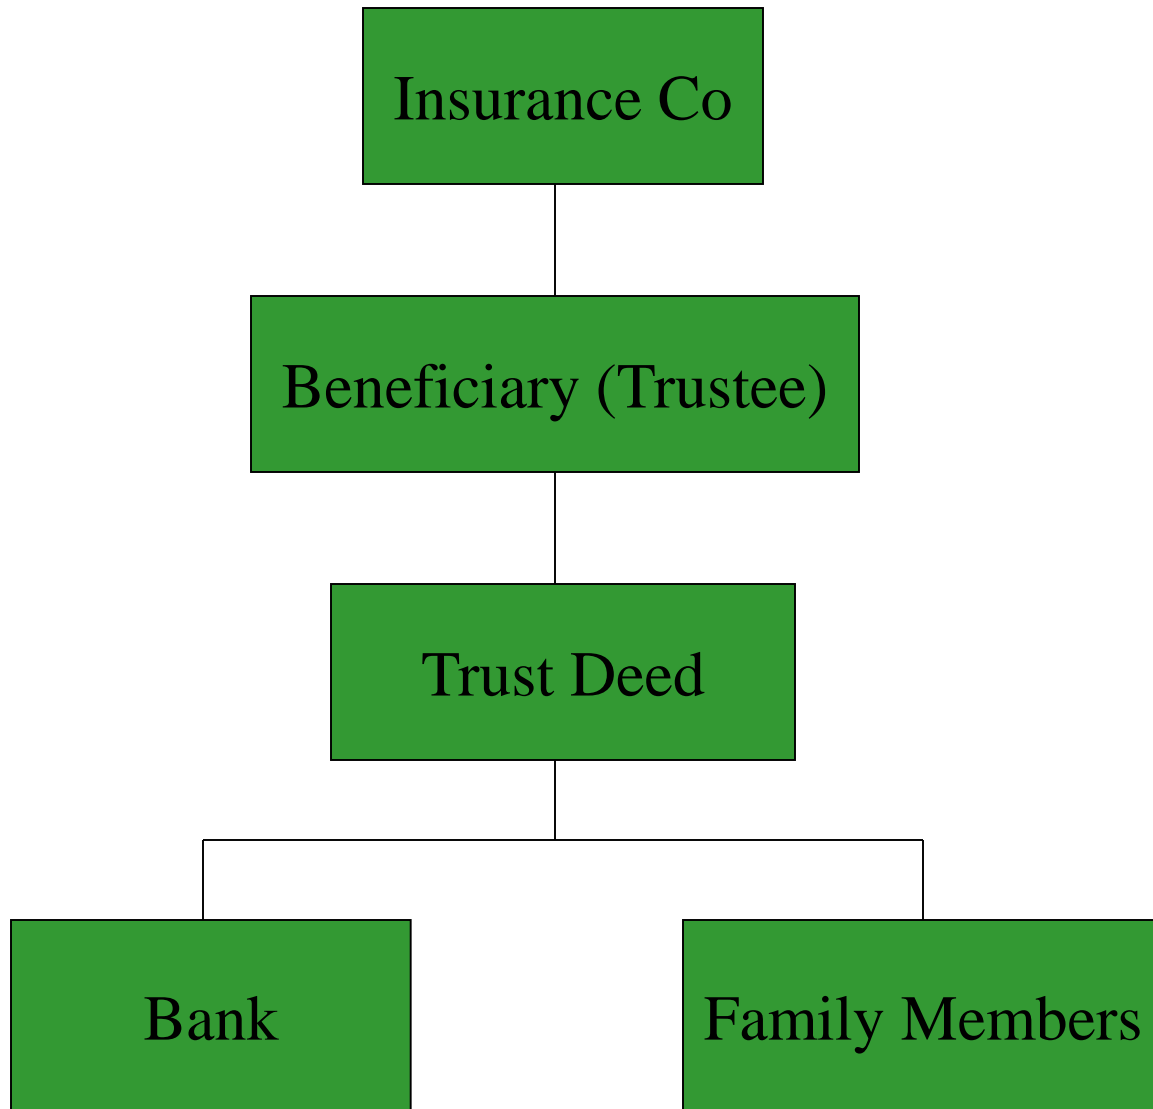 Insurance Co
Beneficiary (Trustee)
Trust Deed
Bank
Family Members